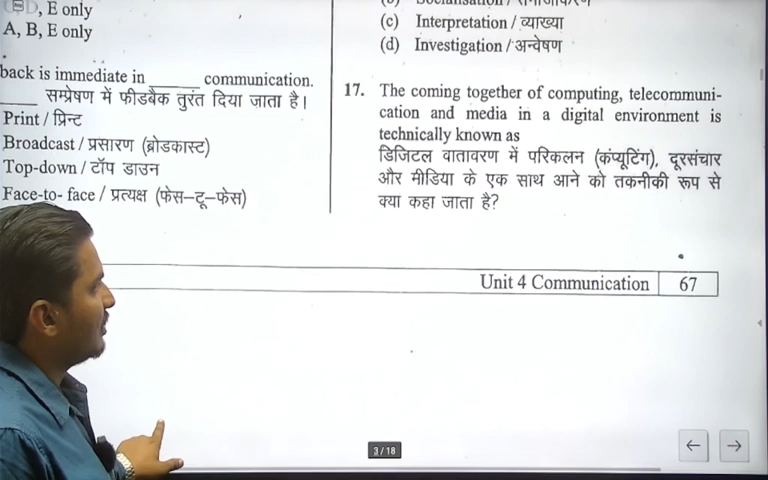 D, E only
A, B, E only
back is immediate in ______ communication.
____ सम्प्रेषण में फीडबैक तुरंत दिया जाता है।
Print / प्रिन्ट
Broadcast / प्रसारण (ब्रोडकास्ट)
Top-down / टॉप डाउन
Face-to- face / प्रत्यक्ष (फेस–टू–फेस)
(c) Interpretation / व्याख्या
(d) Investigation / अन्वेषण
17. The coming together of computing, telecommuni-
cation and media in a digital environment is
technically known as
डिजिटल वातावरण में परिकलन (कंप्यूटिंग), दूरसंचार
और मीडिया के एक साथ आने को तकनीकी रूप से
क्या कहा जाता है?
Unit 4 Communication 67
3 / 18